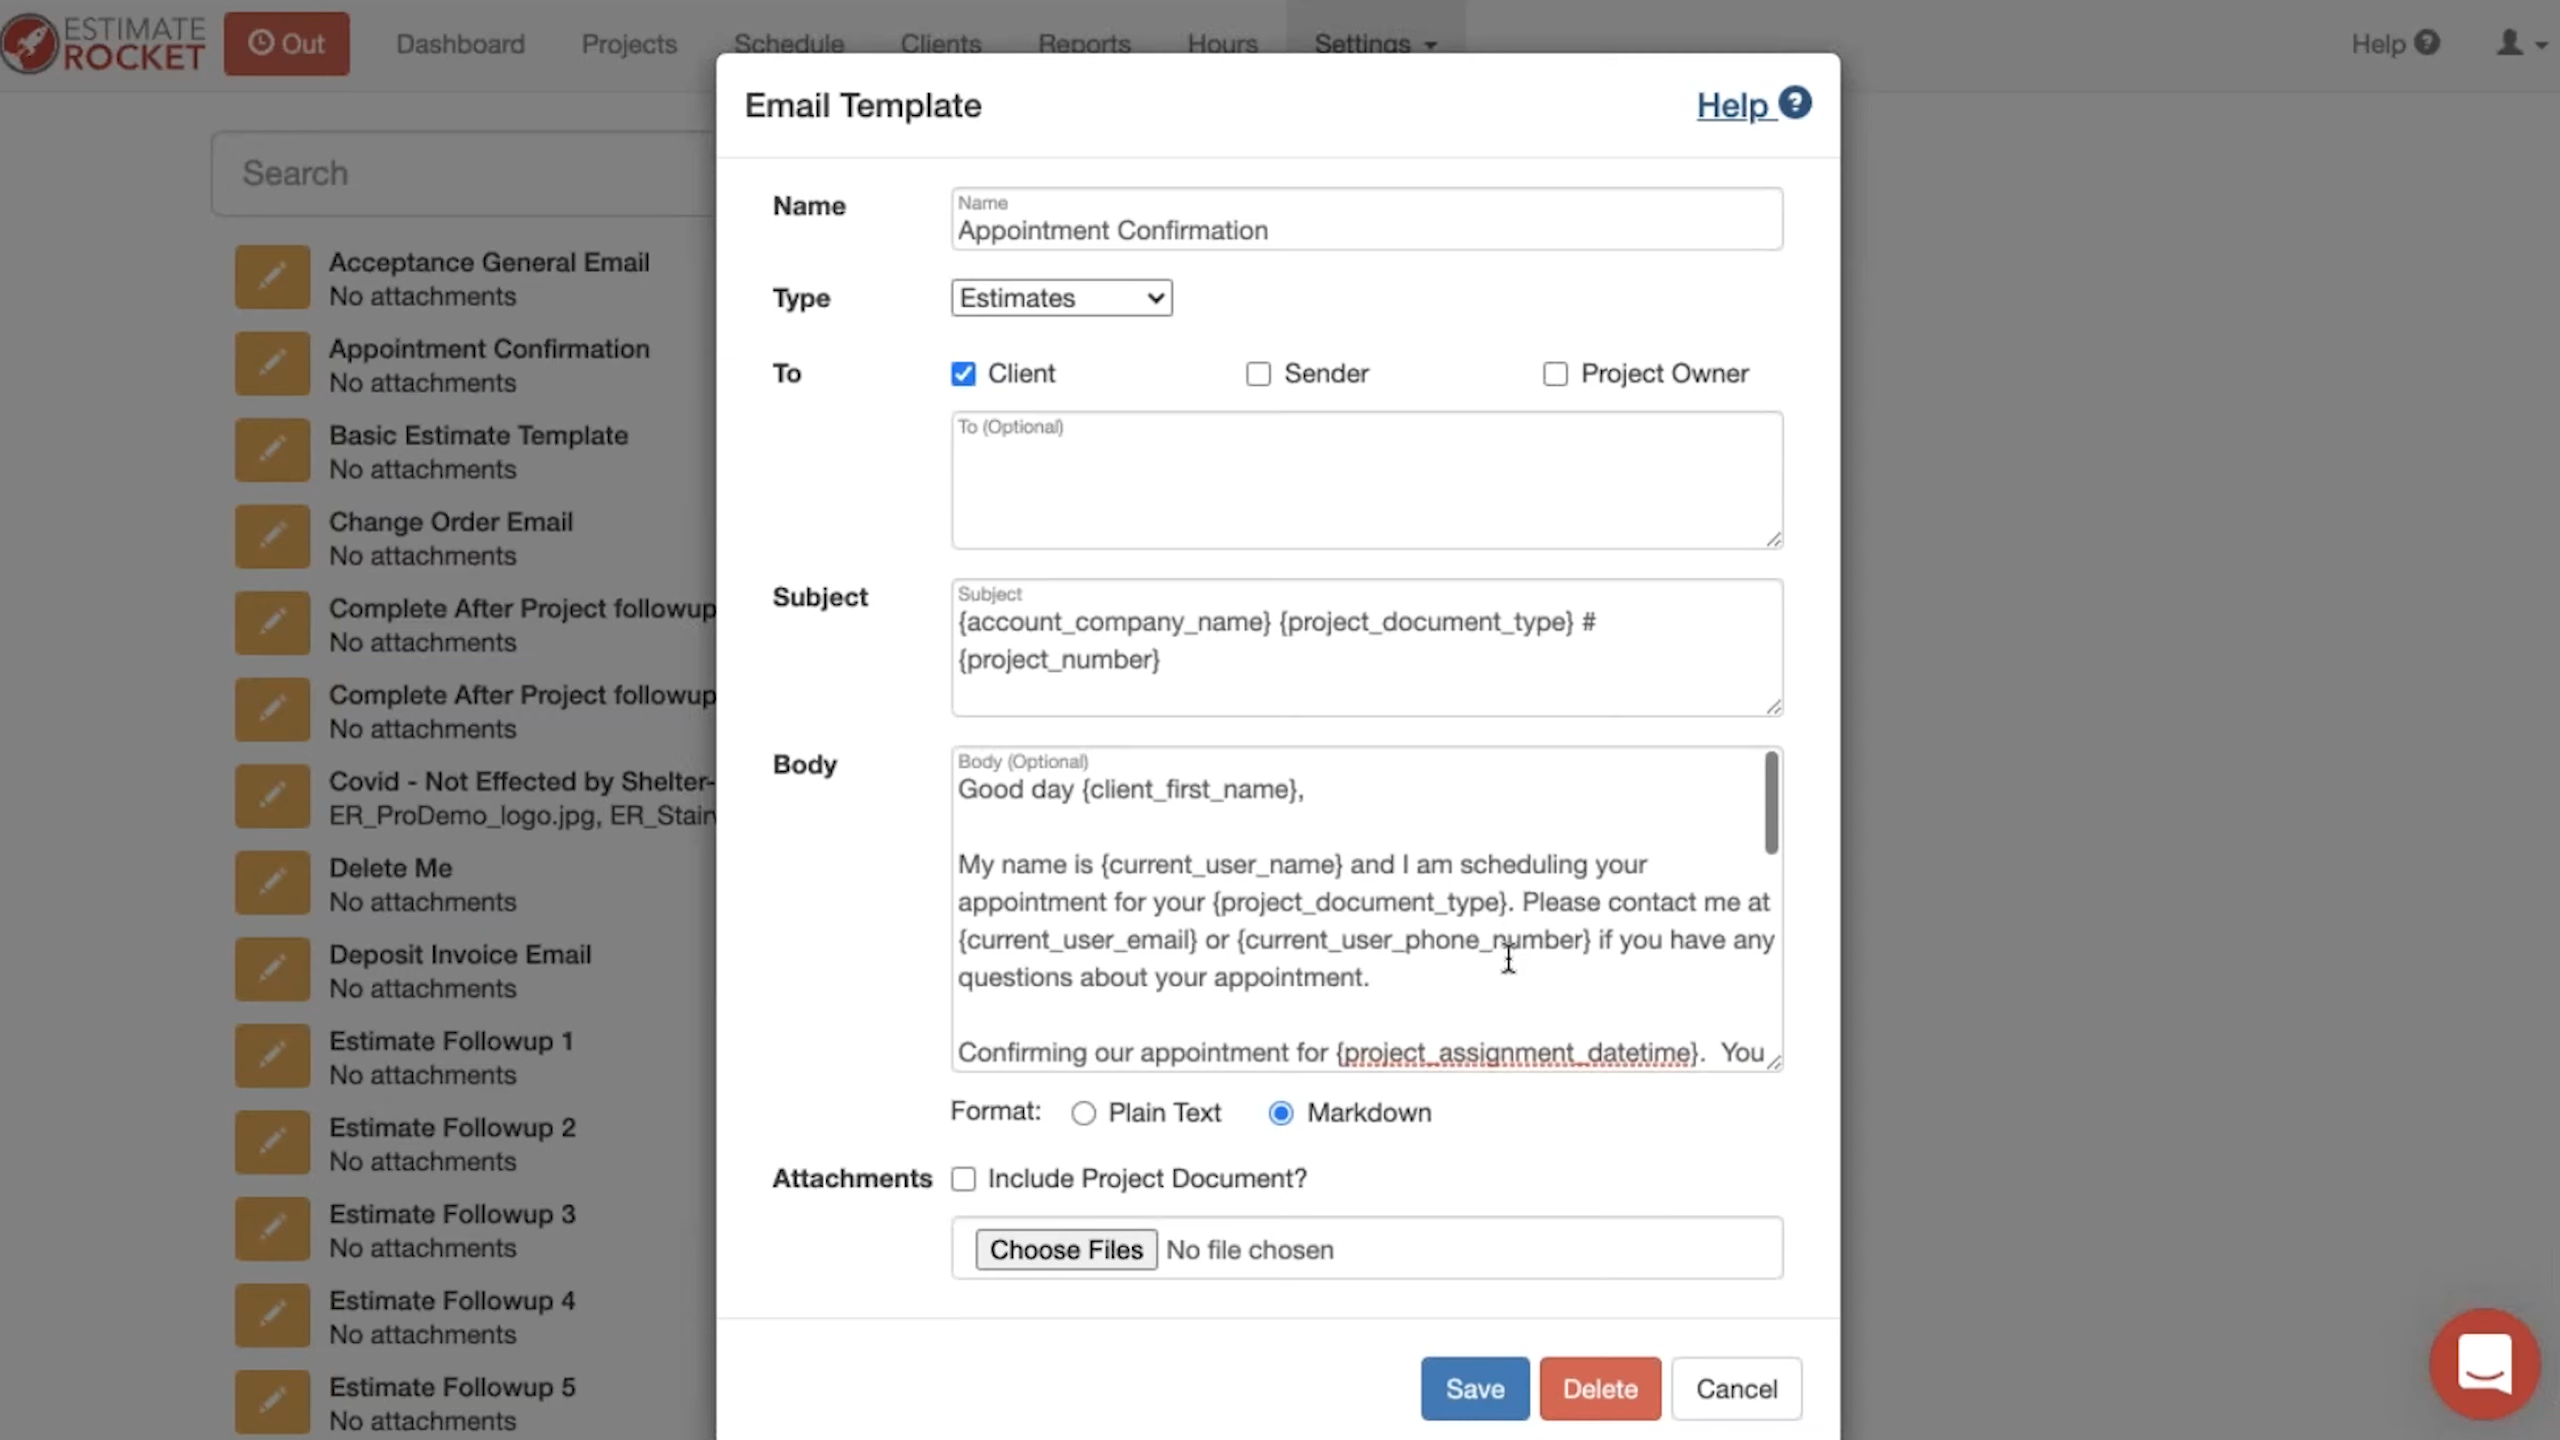 ESTIMATE
ROCKET
Out
Dashboard
Projects
Schedule
Clients
Reports
Hours
Settings
Help
Search
Acceptance General Email
No attachments
Appointment Confirmation
No attachments
Basic Estimate Template
No attachments
Change Order Email
No attachments
Complete After Project followup
No attachments
Complete After Project followup
No attachments
Covid - Not Effected by Shelter-
ER_ProDemo_logo.jpg, ER_Stair
Delete Me
No attachments
Deposit Invoice Email
No attachments
Estimate Followup 1
No attachments
Estimate Followup 2
No attachments
Estimate Followup 3
No attachments
Estimate Followup 4
No attachments
Estimate Followup 5
No attachments
Email Template
Help
Name
Name
Appointment Confirmation
Type
Estimates
To
Client
Sender
Project Owner
To (Optional)
Subject
Subject
{account_company_name} {project_document_type} #
{project_number}
Body
Body (Optional)
Good day {client_first_name},
My name is {current_user_name} and I am scheduling your
appointment for your {project_document_type}. Please contact me at
{current_user_email} or {current_user_phone_number} if you have any
questions about your appointment.
Confirming our appointment for {project_assignment_datetime}. You
Format:
Plain Text
Markdown
Attachments
Include Project Document?
Choose Files No file chosen
Save
Delete
Cancel